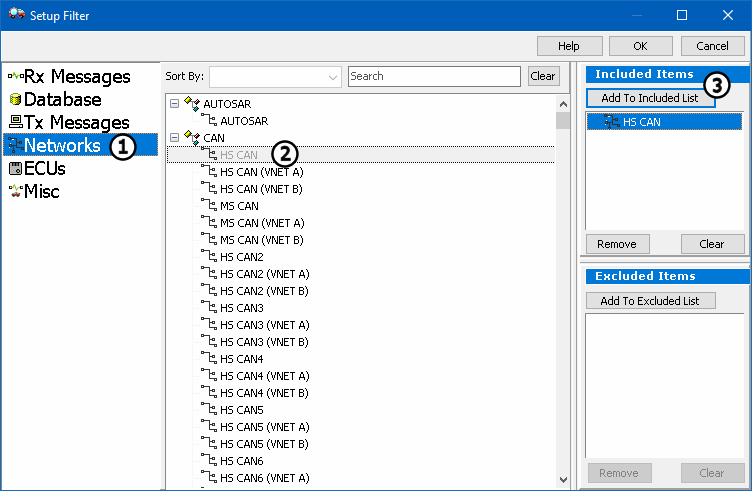 Setup Filter
Help
OK
Cancel
Rx Messages
Database
Tx Messages
Networks
1
ECUs
Misc
Sort By:
Search
Clear
AUTOSAR
AUTOSAR
CAN
HS CAN
2
HS CAN (VNET A)
HS CAN (VNET B)
MS CAN
MS CAN (VNET A)
MS CAN (VNET B)
HS CAN2
HS CAN2 (VNET A)
HS CAN2 (VNET B)
HS CAN3
HS CAN3 (VNET A)
HS CAN3 (VNET B)
HS CAN4
HS CAN4 (VNET A)
HS CAN4 (VNET B)
HS CAN5
HS CAN5 (VNET A)
HS CAN5 (VNET B)
HS CAN6
HS CAN6 (VNET A)
Included Items
3
Add To Included List
HS CAN
Remove
Clear
Excluded Items
Add To Excluded List
Remove
Clear